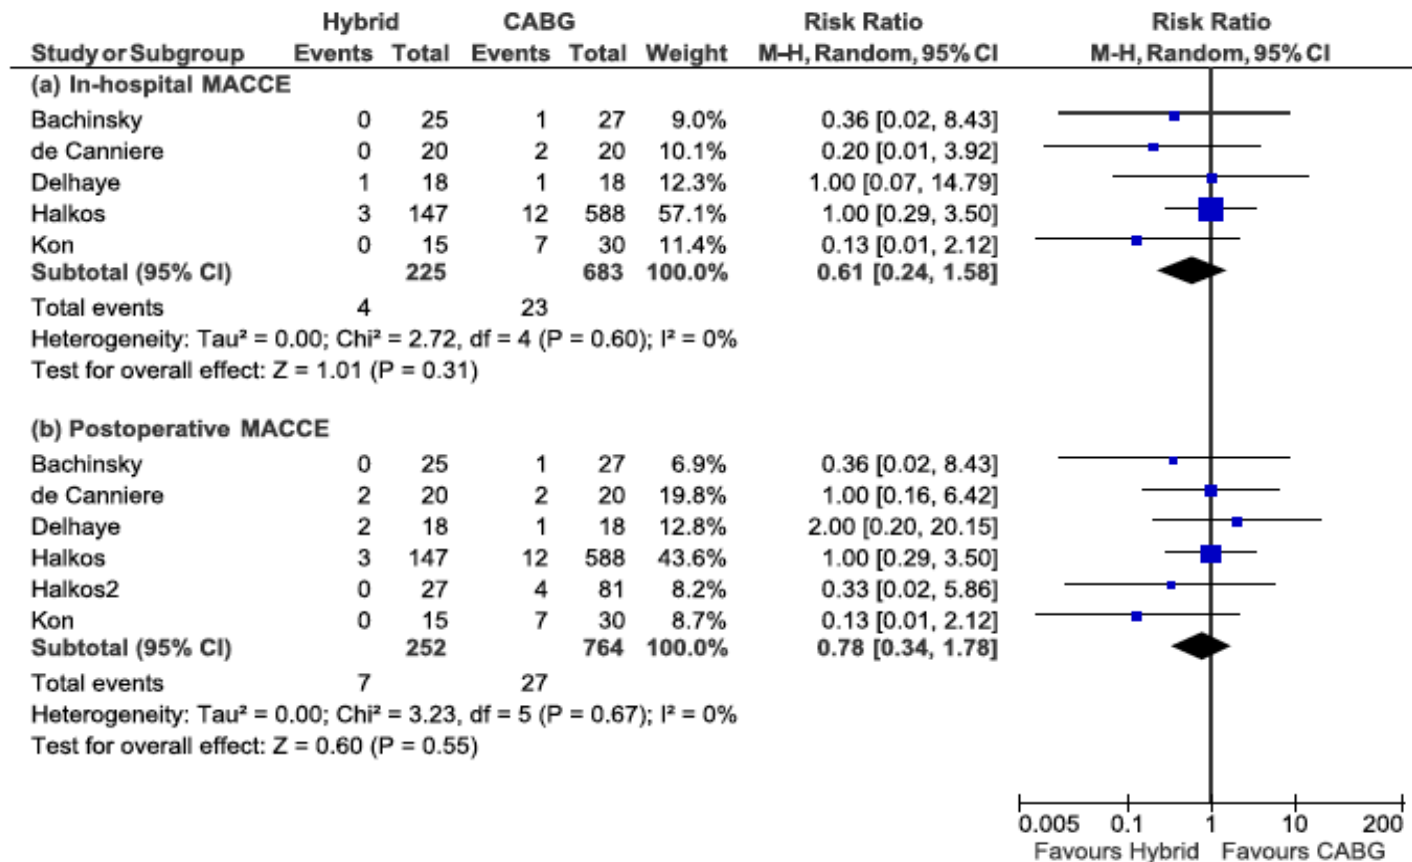 Hybrid CABG Risk Ratio Risk Ratio
Study or Subgroup Events Total Events Total Weight M–H, Random, 95% CI M–H, Random, 95% CI
(a) In-hospital MACCE
Bachinsky 0 25 1 27 9.0% 0.36 [0.02, 8.43]
de Canniere 0 20 2 20 10.1% 0.20 [0.01, 3.92]
Delhaye 1 18 1 18 12.3% 1.00 [0.07, 14.79]
Halkos 3 147 12 588 57.1% 1.00 [0.29, 3.50]
Kon 0 15 7 30 11.4% 0.13 [0.01, 2.12]
Subtotal (95% CI) 225 683 100.0% 0.61 [0.24, 1.58]
Total events 4 23
Heterogeneity: Tau² = 0.00; Chi² = 2.72, df = 4 (P = 0.60); I² = 0%
Test for overall effect: Z = 1.01 (P = 0.31)
(b) Postoperative MACCE
Bachinsky 0 25 1 27 6.9% 0.36 [0.02, 8.43]
de Canniere 2 20 2 20 19.8% 1.00 [0.16, 6.42]
Delhaye 2 18 1 18 12.8% 2.00 [0.20, 20.15]
Halkos 3 147 12 588 43.6% 1.00 [0.29, 3.50]
Halkos2 0 27 4 81 8.2% 0.33 [0.02, 5.86]
Kon 0 15 7 30 8.7% 0.13 [0.01, 2.12]
Subtotal (95% CI) 252 764 100.0% 0.78 [0.34, 1.78]
Total events 7 27
Heterogeneity: Tau² = 0.00; Chi² = 3.23, df = 5 (P = 0.67); I² = 0%
Test for overall effect: Z = 0.60 (P = 0.55)
0.005 0.1 1 10 200
Favours Hybrid Favours CABG